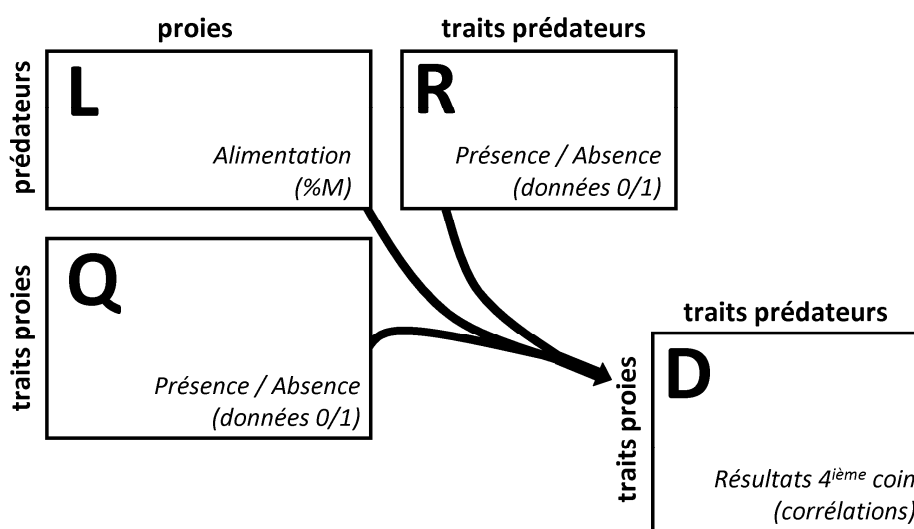 proies
prédateurs
L
Alimentation
(%M)
traits prédateurs
R
Présence / Absence
(données 0/1)
traits proies
Q
Présence / Absence
(données 0/1)
traits prédateurs
traits proies
D
Résultats 4ième coin
(corrélations)